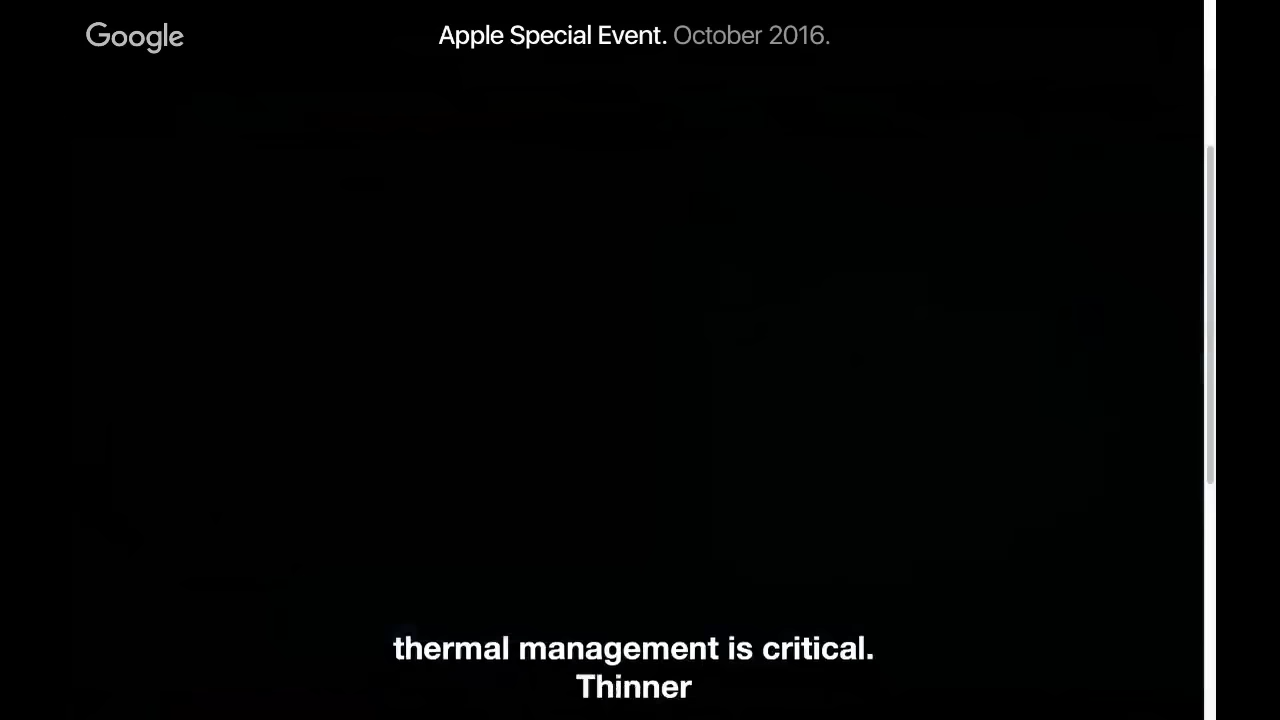 Google
Apple Special Event. October 2016.
thermal management is critical.
Thinner